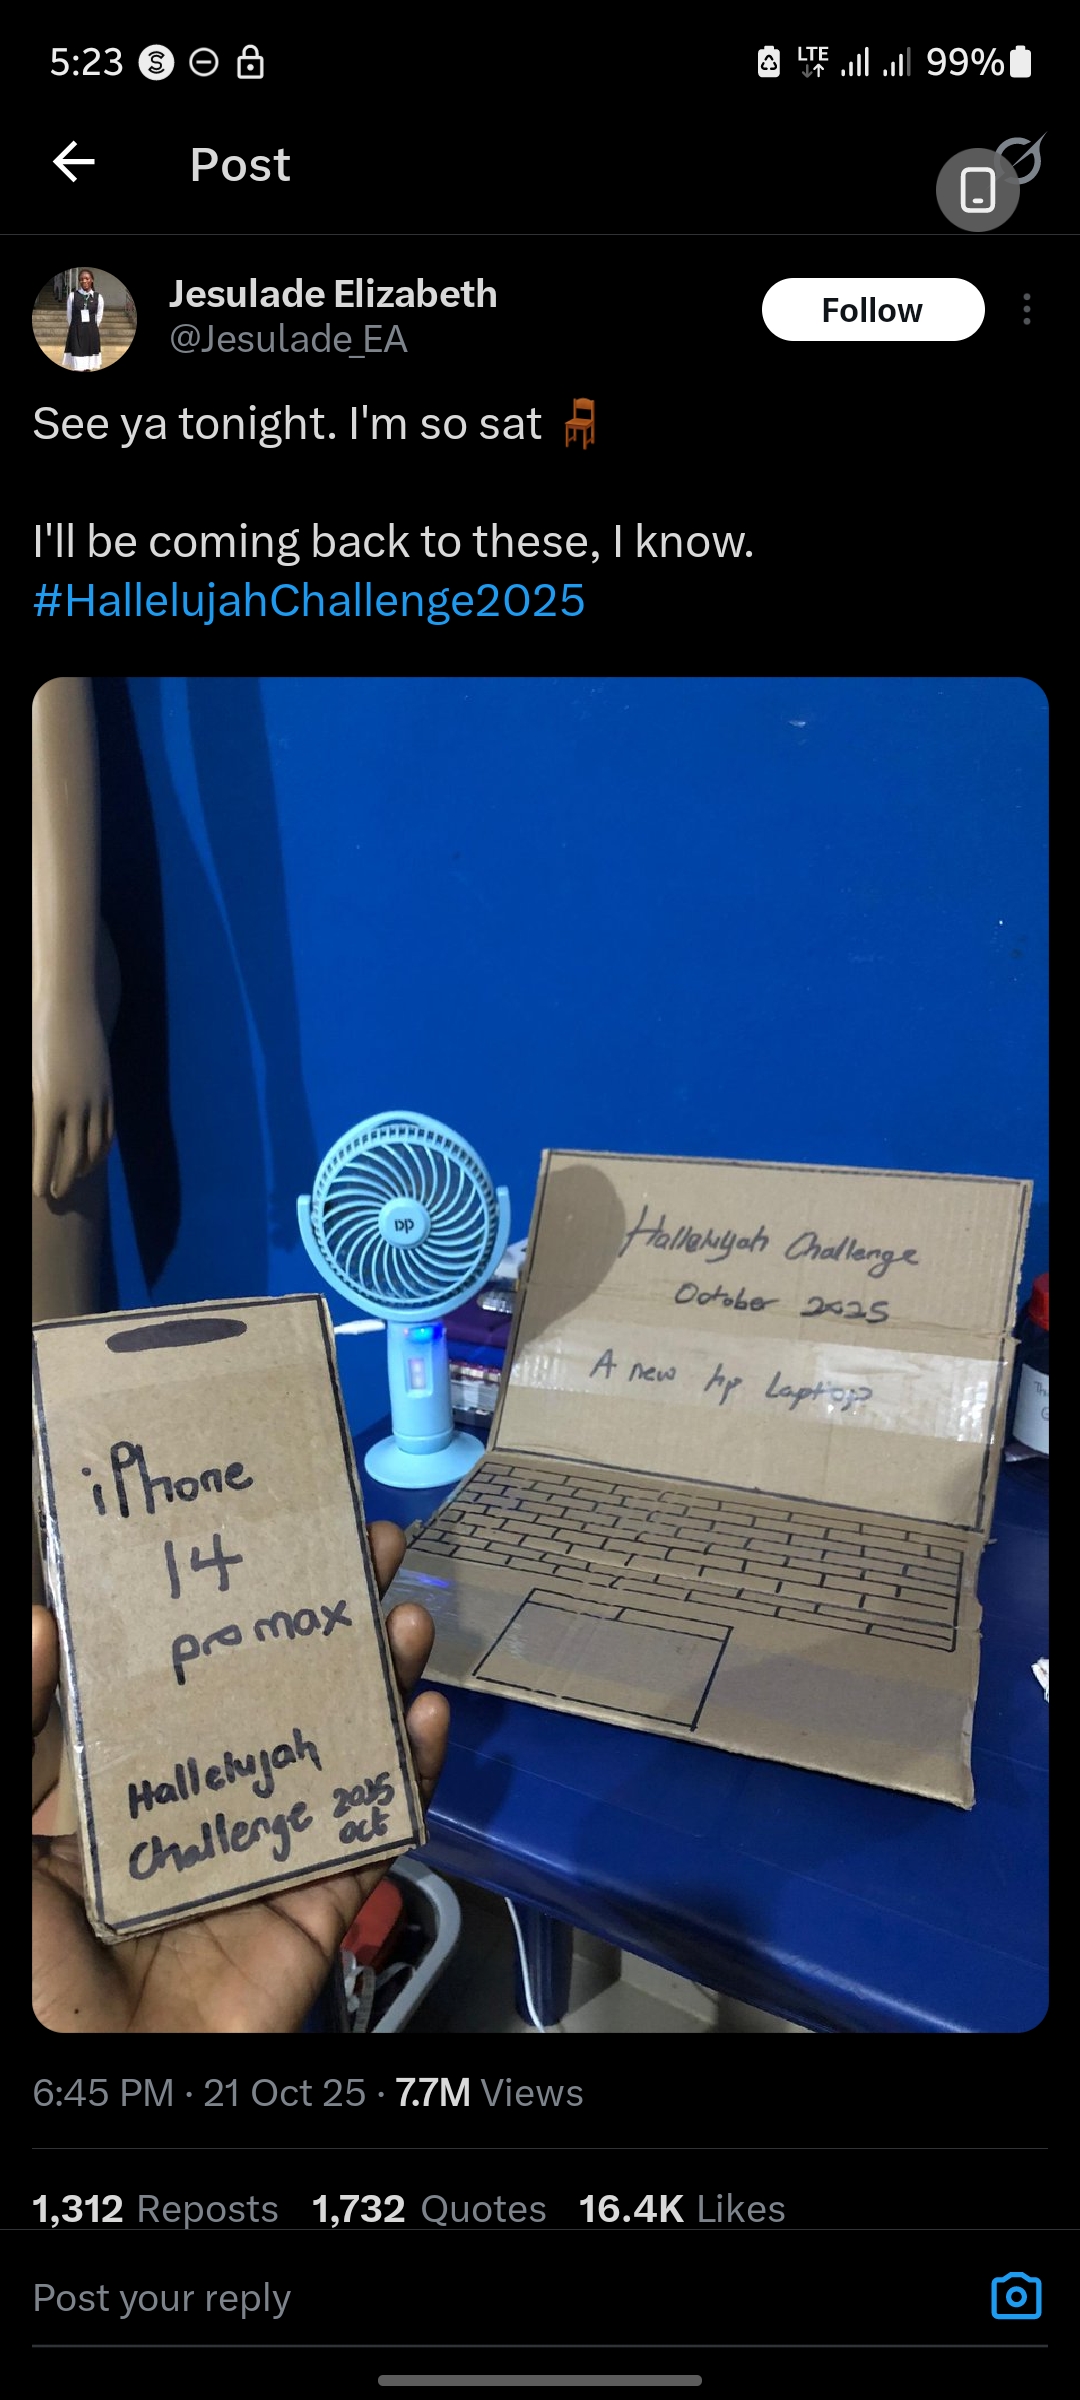 5:23
LTE
99%
Post
Jesulade Elizabeth
@Jesulade_EA
Follow
See ya tonight. I'm so sat 🪑
I'll be coming back to these, I know.
#HallelujahChallenge2025
DP
Hallelujah Challenge
October 2025
A new hp Laptop
iPhone
14
pro max
Hallelujah
Challenge 2025
oct
6:45 PM · 21 Oct 25 · 7.7M Views
1,312 Reposts 1,732 Quotes 16.4K Likes
Post your reply